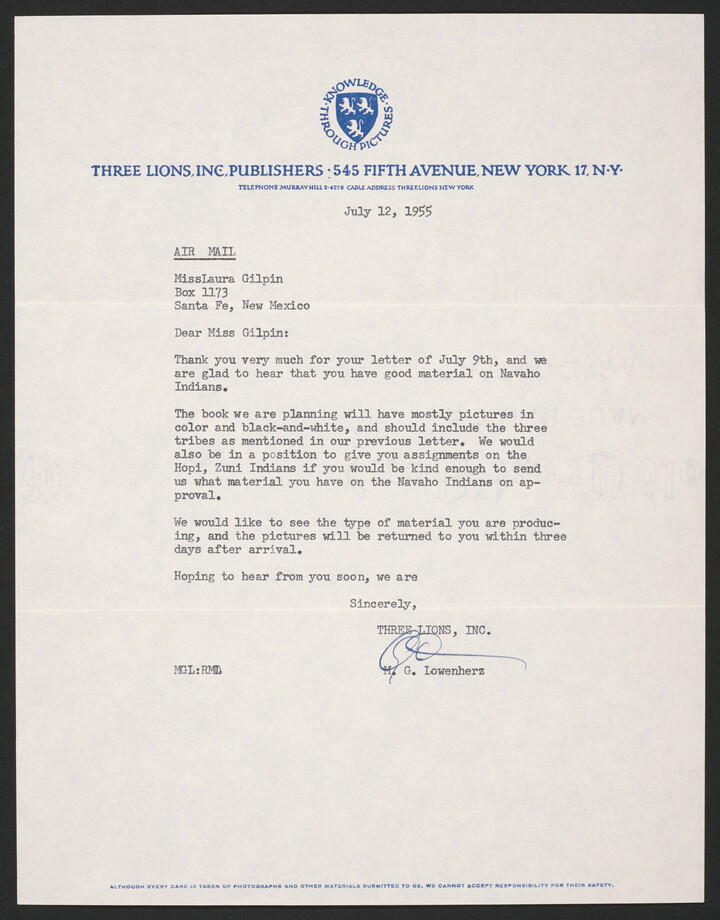 ·KNOWLEDGE·
THROUGH PICTURES
THREE LIONS, INC., PUBLISHERS · 545 FIFTH AVENUE, NEW YORK 17, N·Y·
TELEPHONE MURRAY HILL 2-4278 · CABLE ADDRESS THREELIONS NEW YORK
July 12, 1955
AIR MAIL
MissLaura Gilpin
Box 1173
Santa Fe, New Mexico
Dear Miss Gilpin:
Thank you very much for your letter of July 9th, and we
are glad to hear that you have good material on Navaho
Indians.
The book we are planning will have mostly pictures in
color and black-and-white, and should include the three
tribes as mentioned in our previous letter. We would
also be in a position to give you assignments on the
Hopi, Zuni Indians if you would be kind enough to send
us what material you have on the Navaho Indians on ap-
proval.
We would like to see the type of material you are produc-
ing, and the pictures will be returned to you within three
days after arrival.
Hoping to hear from you soon, we are
Sincerely,
THREE LIONS, INC.
MGL:RML M. G. Lowenherz
ALTHOUGH EVERY CARE IS TAKEN OF PHOTOGRAPHS AND OTHER MATERIALS SUBMITTED TO US, WE CANNOT ACCEPT RESPONSIBILITY FOR THEIR SAFETY.